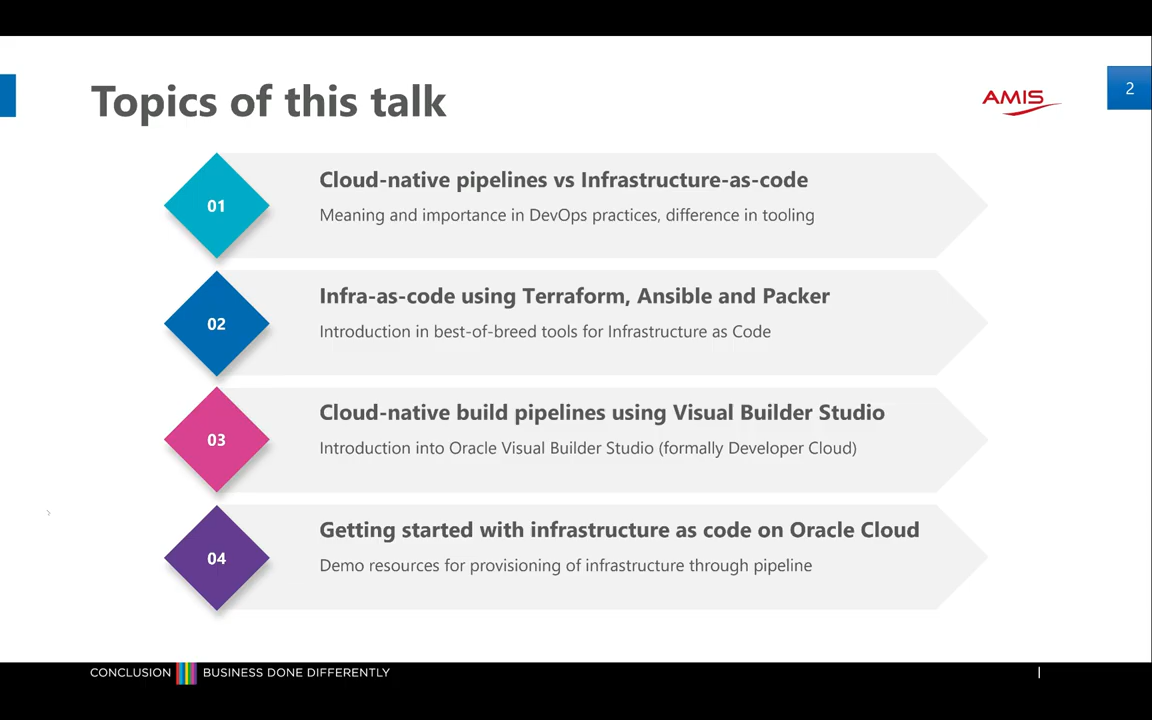 Topics of this talk
AMIS
2
01
Cloud-native pipelines vs Infrastructure-as-code
Meaning and importance in DevOps practices, difference in tooling
02
Infra-as-code using Terraform, Ansible and Packer
Introduction in best-of-breed tools for Infrastructure as Code
03
Cloud-native build pipelines using Visual Builder Studio
Introduction into Oracle Visual Builder Studio (formally Developer Cloud)
04
Getting started with infrastructure as code on Oracle Cloud
Demo resources for provisioning of infrastructure through pipeline
CONCLUSION BUSINESS DONE DIFFERENTLY